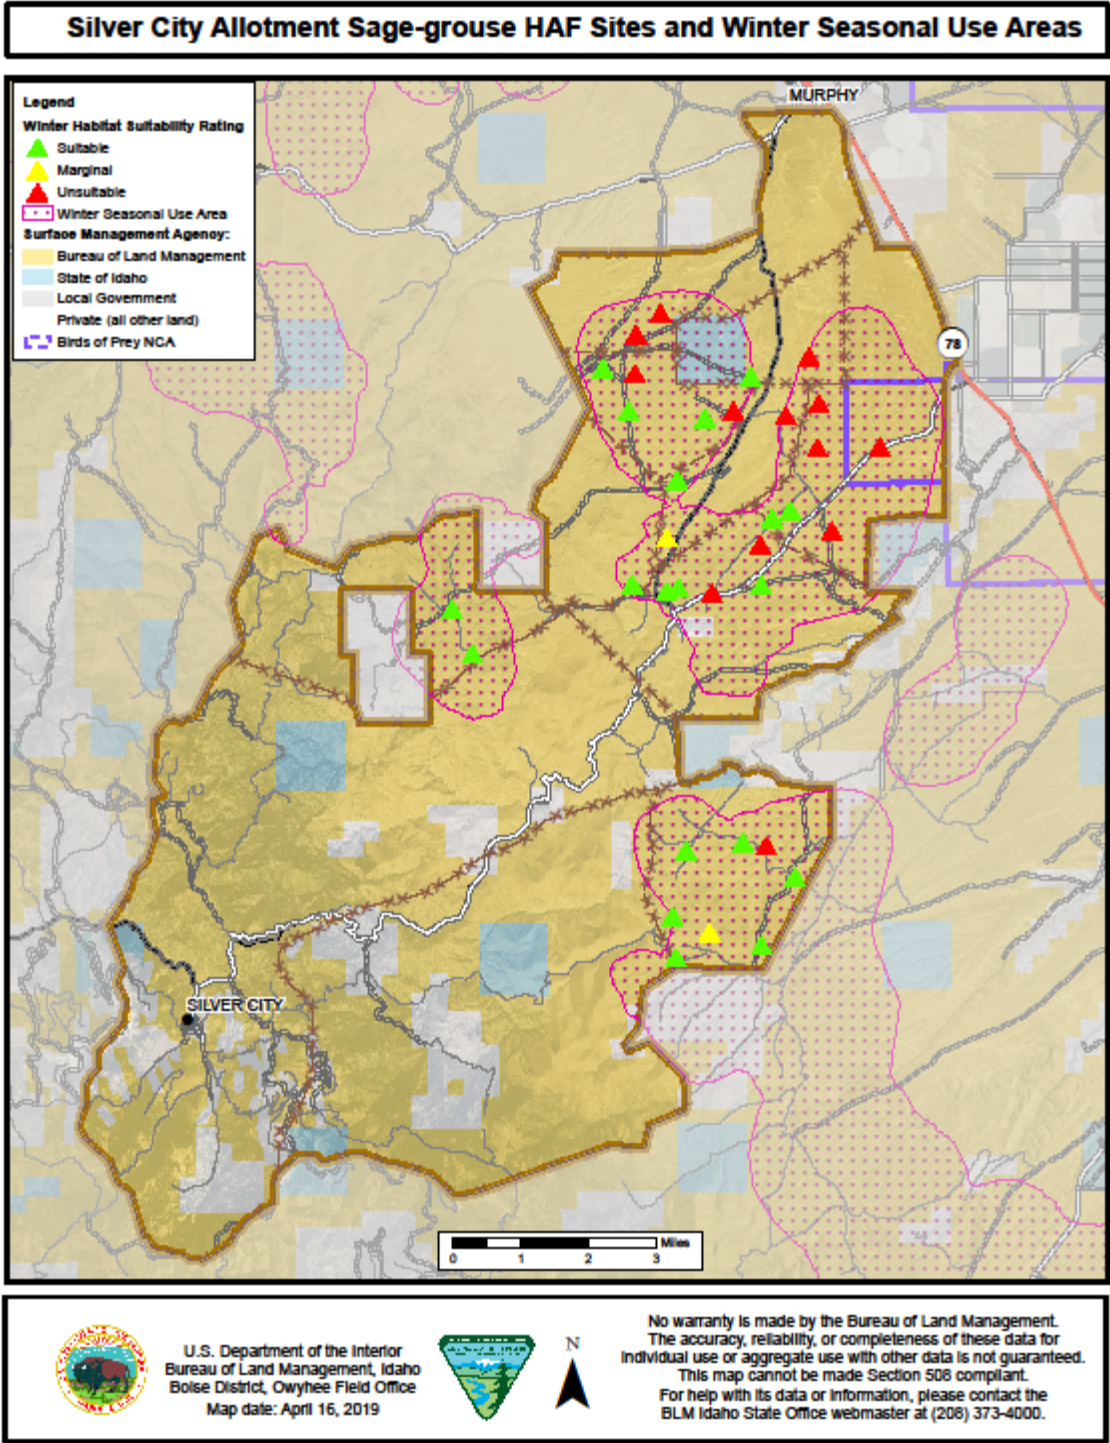 Silver City Allotment Sage-grouse HAF Sites and Winter Seasonal Use Areas
Legend
Winter Habitat Suitability Rating
Suitable
Marginal
Unsuitable
Winter Seasonal Use Area
Surface Management Agency:
Bureau of Land Management
State of Idaho
Local Government
Private (all other land)
Birds of Prey NCA
MURPHY
78
SILVER CITY
Miles
0 1 2 3
U.S. Department of the Interior
Bureau of Land Management, Idaho
Boise District, Owyhee Field Office
Map date: April 16, 2019
N
No warranty is made by the Bureau of Land Management.
The accuracy, reliability, or completeness of these data for
individual use or aggregate use with other data is not guaranteed.
This map cannot be made Section 508 compliant.
For help with its data or information, please contact the
BLM Idaho State Office webmaster at (208) 373-4000.